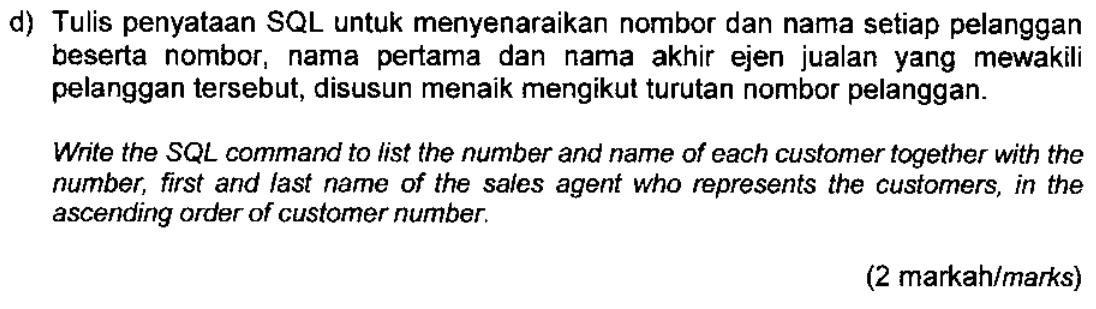 d) Tulis penyataan SQL untuk menyenaraikan nombor dan nama setiap pelanggan
beserta nombor, nama pertama dan nama akhir ejen jualan yang mewakili
pelanggan tersebut, disusun menaik mengikut turutan nombor pelanggan.
Write the SQL command to list the number and name of each customer together with the
number, first and last name of the sales agent who represents the customers, in the
ascending order of customer number.
(2 markah/marks)